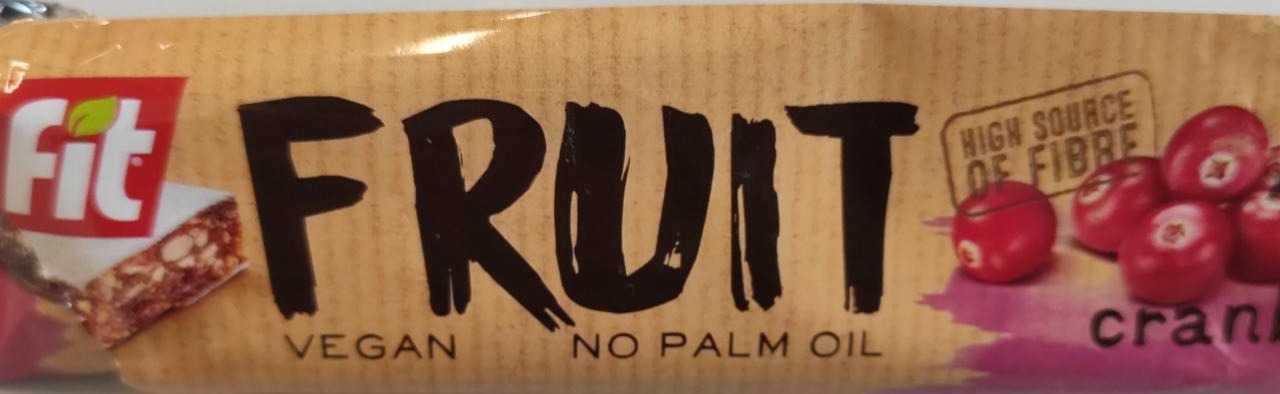 fit
FRUIT
HIGH SOURCE
OF FIBRE
VEGAN NO PALM OIL